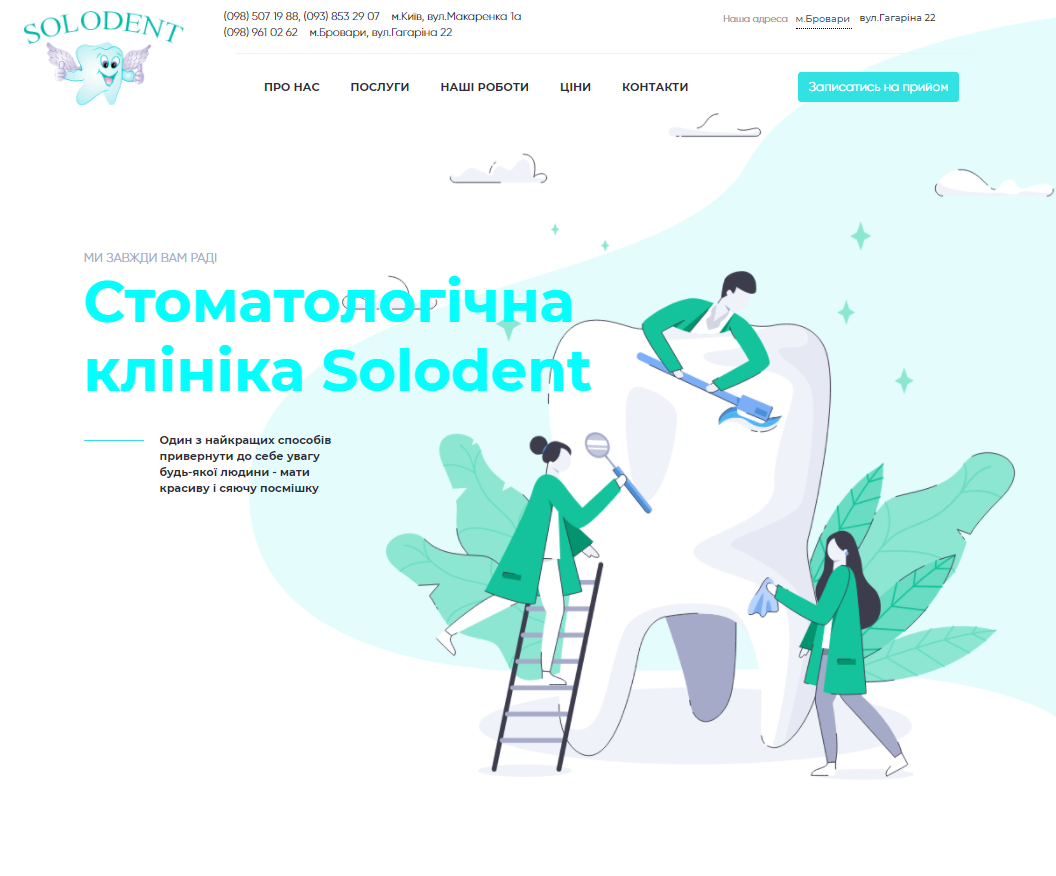 SOLODENT
(098) 507 19 88, (093) 853 29 07 м.Київ, вул.Макаренка 1а
(098) 961 02 62 м.Бровари, вул.Гагаріна 22
Наша адреса м.Бровари вул.Гагаріна 22
ПРО НАС ПОСЛУГИ НАШІ РОБОТИ ЦІНИ КОНТАКТИ
Записатись на прийом
МИ ЗАВЖДИ ВАМ РАДІ
Стоматологічна
клініка Solodent
Один з найкращих способів
привернути до себе увагу
будь-якої людини - мати
красиву і сяючу посмішку